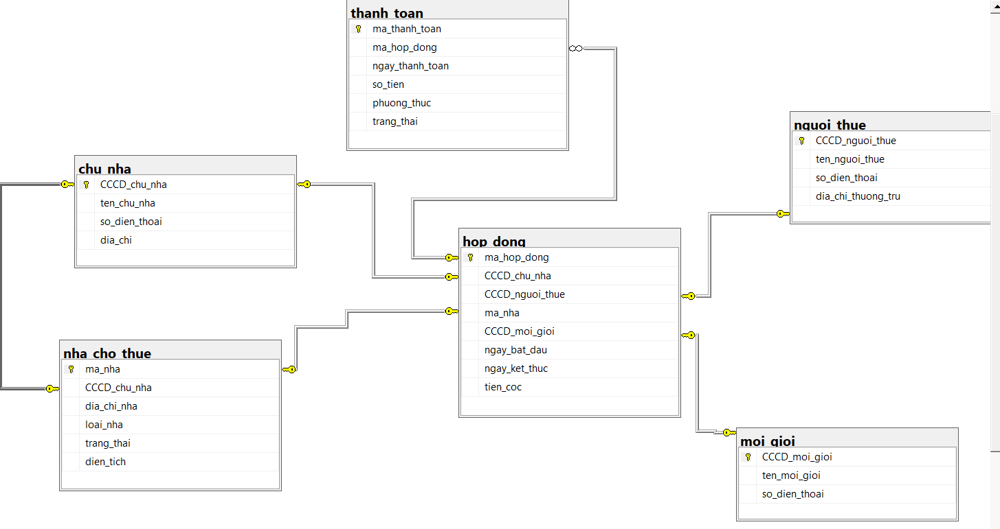 thanh_toan
ma_thanh_toan
ma_hop_dong
ngay_thanh_toan
so_tien
phuong_thuc
trang_thai
nguoi_thue
CCCD_nguoi_thue
ten_nguoi_thue
so_dien_thoai
dia_chi_thuong_tru
chu_nha
CCCD_chu_nha
ten_chu_nha
so_dien_thoai
dia_chi
hop_dong
ma_hop_dong
CCCD_chu_nha
CCCD_nguoi_thue
ma_nha
CCCD_moi_gioi
ngay_bat_dau
ngay_ket_thuc
tien_coc
nha_cho_thue
ma_nha
CCCD_chu_nha
dia_chi_nha
loai_nha
trang_thai
dien_tich
moi_gioi
CCCD_moi_gioi
ten_moi_gioi
so_dien_thoai